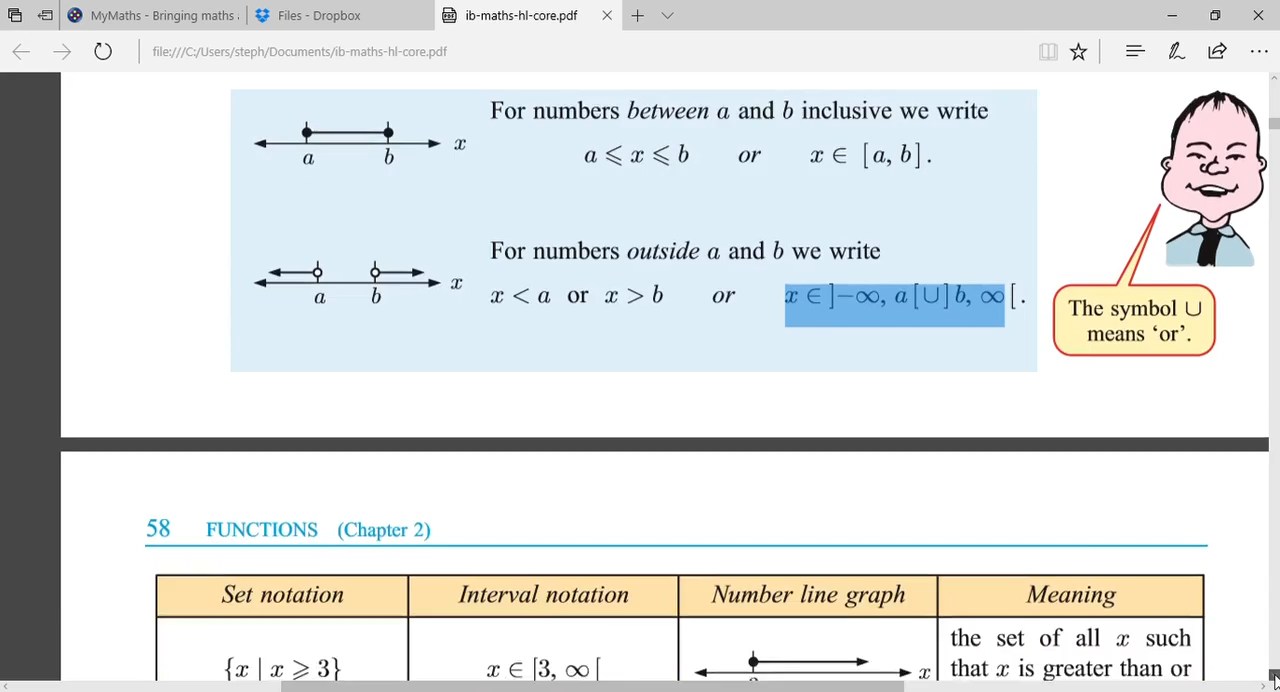 MyMaths - Bringing maths
Files - Dropbox
ib-maths-hl-core.pdf
file:///C:/Users/steph/Documents/ib-maths-hl-core.pdf
For numbers between a and b inclusive we write
a b x
a ⩽ x ⩽ b or x ∈ [a, b].
For numbers outside a and b we write
a b x
x < a or x > b or x ∈ ]−∞, a[∪]b, ∞[.
The symbol ∪
means ‘or’.
58 FUNCTIONS (Chapter 2)
Set notation Interval notation Number line graph Meaning
{x | x ⩾ 3} x ∈ [3, ∞[ x the set of all x such
that x is greater than or